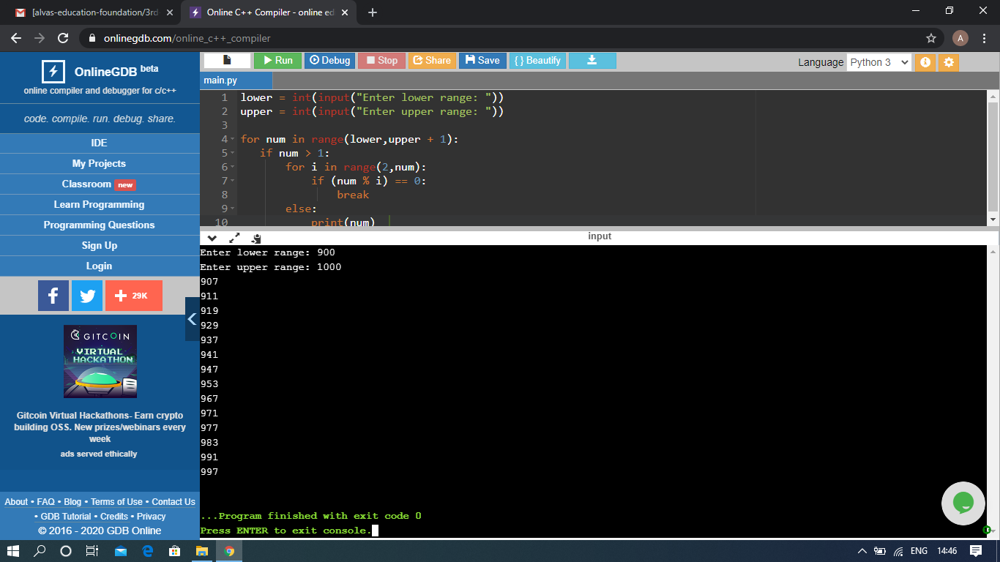 [alvas-education-foundation/3rd
Online C++ Compiler - online ed
onlinegdb.com/online_c++_compiler
A
OnlineGDB beta
online compiler and debugger for c/c++
code. compile. run. debug. share.
IDE
My Projects
Classroom new
Learn Programming
Programming Questions
Sign Up
Login
f
+ 29K
GITCOIN
VIRTUAL
HACKATHON
Gitcoin Virtual Hackathons- Earn crypto
building OSS. New prizes/webinars every
week
ads served ethically
About • FAQ • Blog • Terms of Use • Contact Us
• GDB Tutorial • Credits • Privacy
© 2016 - 2020 GDB Online
Run Debug Stop Share Save { } Beautify
Language Python 3
main.py
1 lower = int(input("Enter lower range: "))
2 upper = int(input("Enter upper range: "))
3
4 for num in range(lower,upper + 1):
5 if num > 1:
6 for i in range(2,num):
7 if (num % i) == 0:
8 break
9 else:
10 print(num)
input
Enter lower range: 900
Enter upper range: 1000
907
911
919
929
937
941
947
953
967
971
977
983
991
997
...Program finished with exit code 0
Press ENTER to exit console.
ENG 14:46